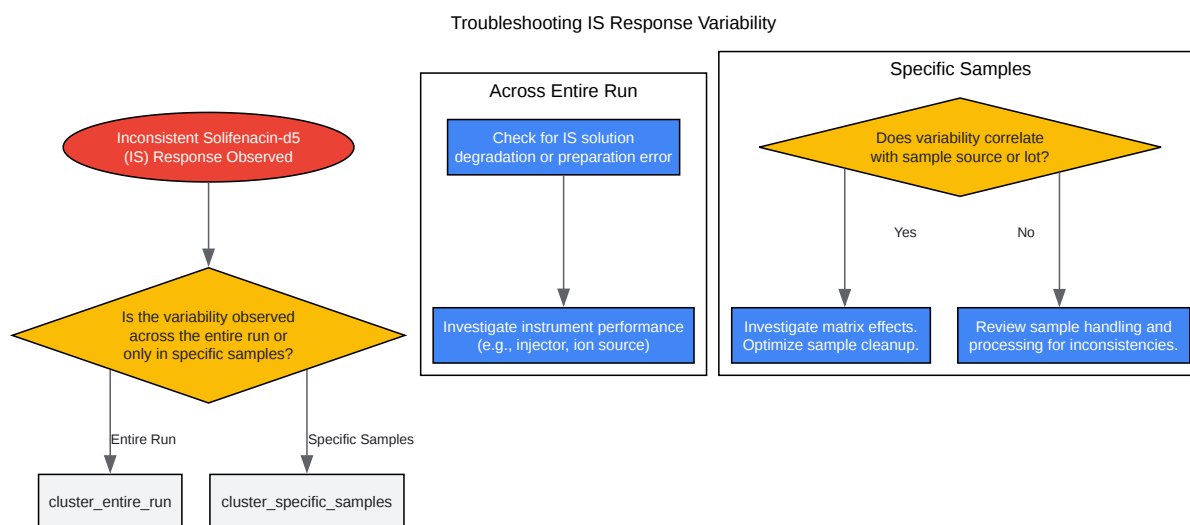 Troubleshooting IS Response Variability
Inconsistent Solifenacin-d5
(IS) Response Observed
Is the variability observed
across the entire run or
only in specific samples?
Entire Run
Specific Samples
cluster_entire_run
cluster_specific_samples
Across Entire Run
Check for IS solution
degradation or preparation error
Investigate instrument performance
(e.g., injector, ion source)
Specific Samples
Does variability correlate
with sample source or lot?
Yes
No
Investigate matrix effects.
Optimize sample cleanup.
Review sample handling and
processing for inconsistencies.